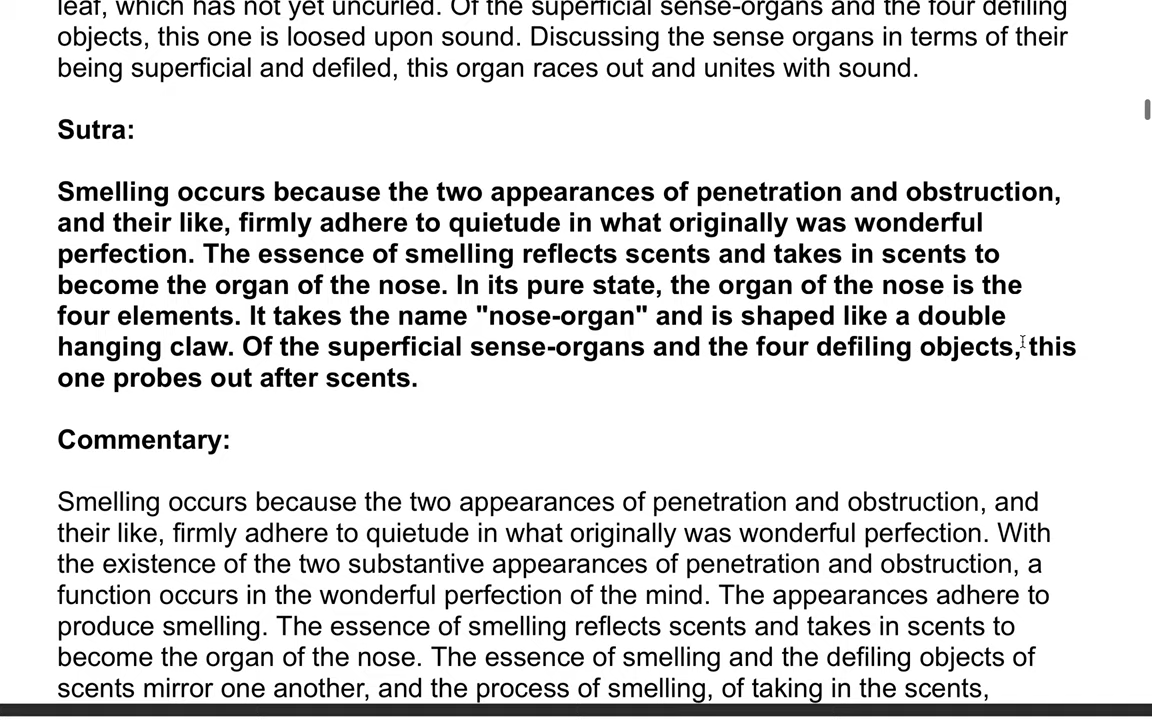 leaf, which has not yet uncurled. Of the superficial sense-organs and the four defiling
objects, this one is loosed upon sound. Discussing the sense organs in terms of their
being superficial and defiled, this organ races out and unites with sound.
Sutra:
Smelling occurs because the two appearances of penetration and obstruction,
and their like, firmly adhere to quietude in what originally was wonderful
perfection. The essence of smelling reflects scents and takes in scents to
become the organ of the nose. In its pure state, the organ of the nose is the
four elements. It takes the name "nose-organ" and is shaped like a double
hanging claw. Of the superficial sense-organs and the four defiling objects, this
one probes out after scents.
Commentary:
Smelling occurs because the two appearances of penetration and obstruction, and
their like, firmly adhere to quietude in what originally was wonderful perfection. With
the existence of the two substantive appearances of penetration and obstruction, a
function occurs in the wonderful perfection of the mind. The appearances adhere to
produce smelling. The essence of smelling reflects scents and takes in scents to
become the organ of the nose. The essence of smelling and the defiling objects of
scents mirror one another, and the process of smelling, of taking in the scents,